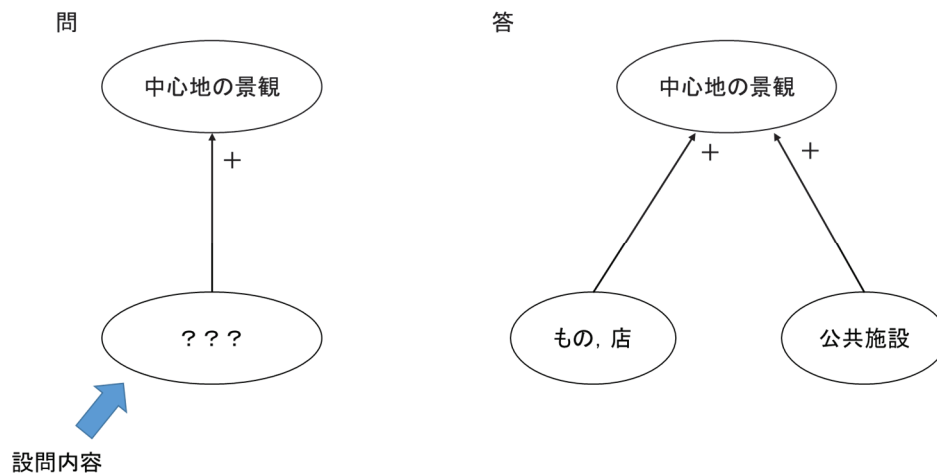 問
中心地の景観
+
???
設問内容
答
中心地の景観
+
+
もの,店
公共施設